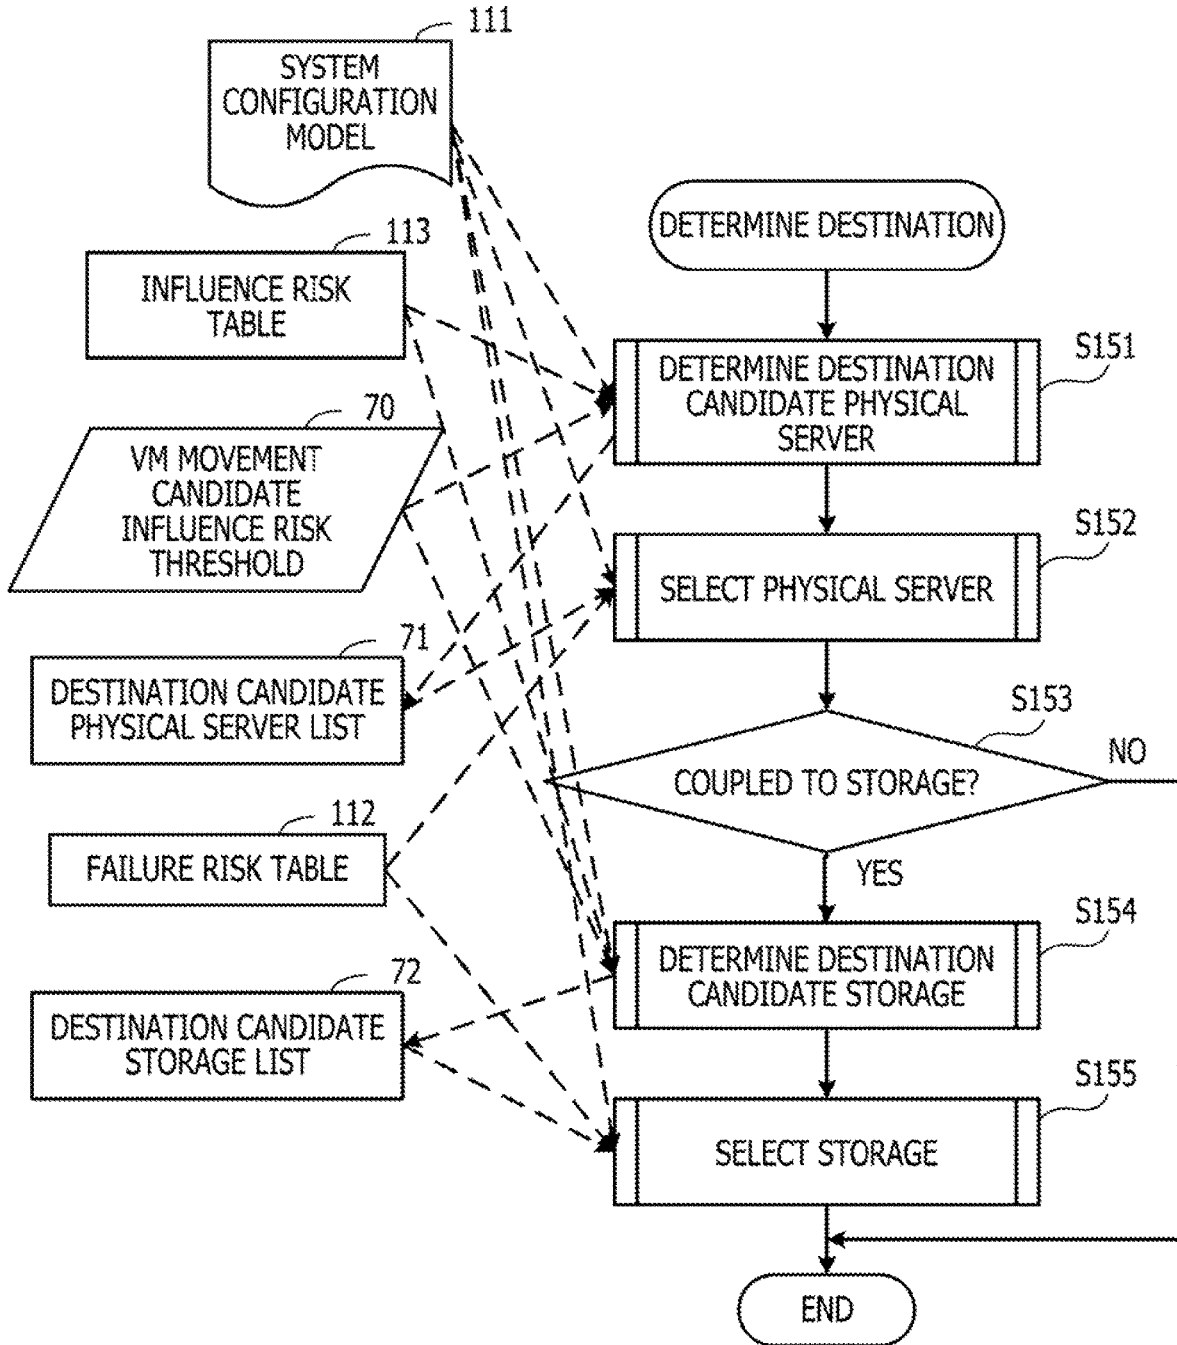 111
SYSTEM
CONFIGURATION
MODEL
113
INFLUENCE RISK
TABLE
70
VM MOVEMENT
CANDIDATE
INFLUENCE RISK
THRESHOLD
71
DESTINATION CANDIDATE
PHYSICAL SERVER LIST
112
FAILURE RISK TABLE
72
DESTINATION CANDIDATE
STORAGE LIST
DETERMINE DESTINATION
S151
DETERMINE DESTINATION
CANDIDATE PHYSICAL
SERVER
S152
SELECT PHYSICAL SERVER
S153
COUPLED TO STORAGE?
NO
YES
S154
DETERMINE DESTINATION
CANDIDATE STORAGE
S155
SELECT STORAGE
END